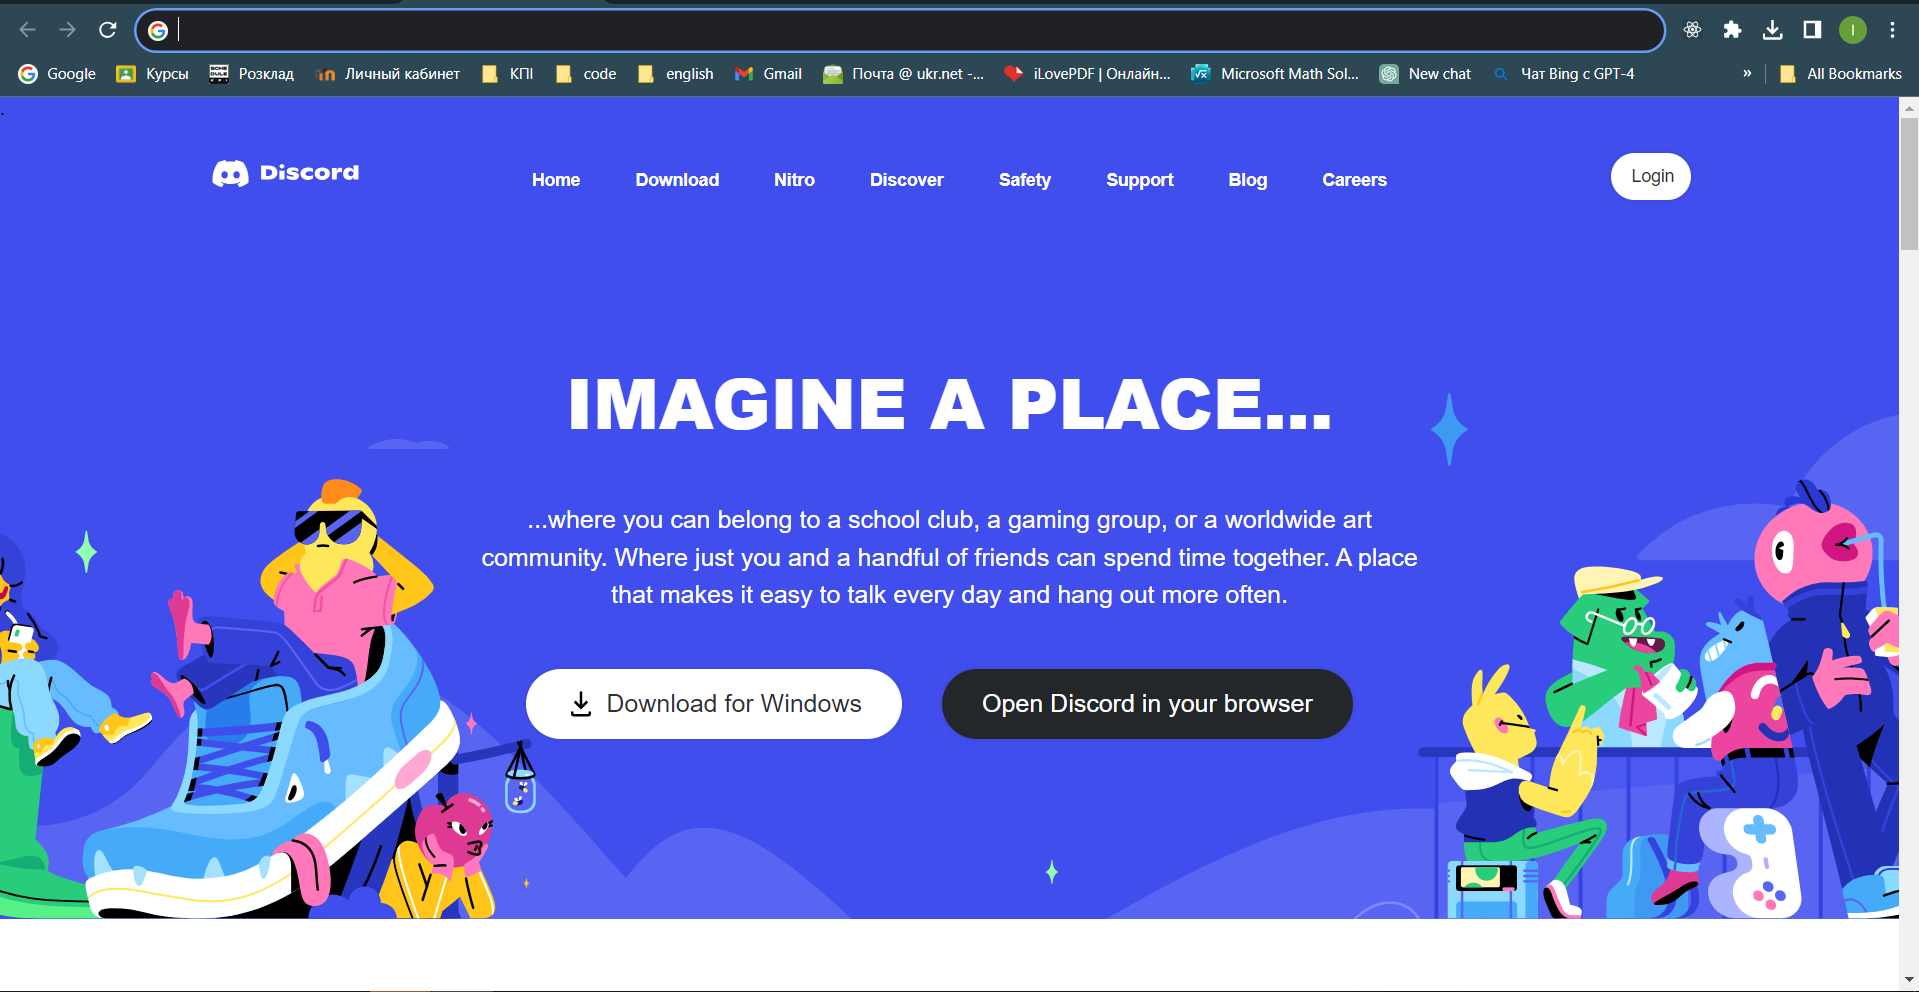 Google Курсы Розклад Личный кабинет КПІ code english Gmail Почта @ ukr.net -... iLovePDF | Онлайн... Microsoft Math Sol... New chat Чат Bing с GPT-4 » All Bookmarks
Discord Home Download Nitro Discover Safety Support Blog Careers Login
IMAGINE A PLACE...
...where you can belong to a school club, a gaming group, or a worldwide art
community. Where just you and a handful of friends can spend time together. A place
that makes it easy to talk every day and hang out more often.
Download for Windows Open Discord in your browser